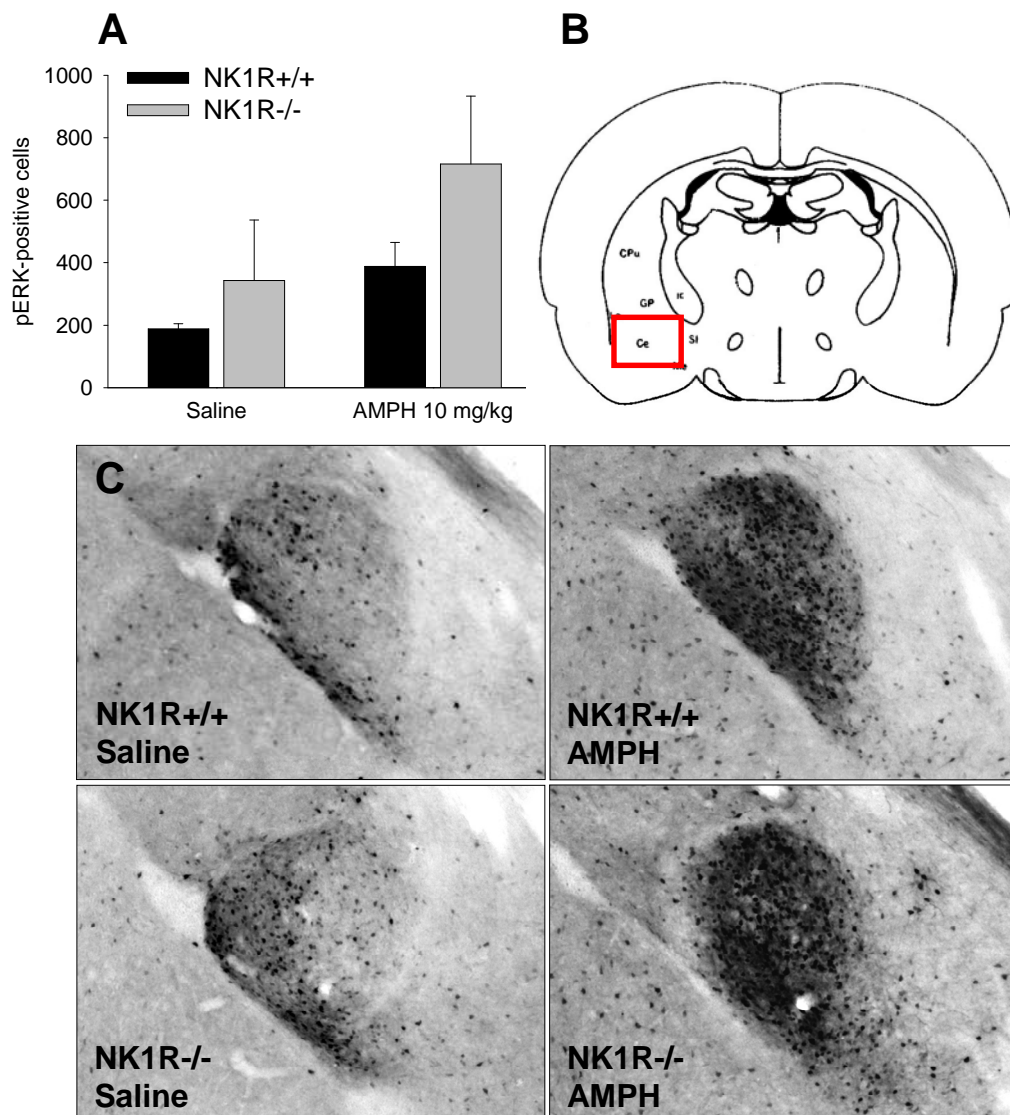 A
B
1000
800
600
400
200
0
pERK-positive cells
NK1R+/+
NK1R-/-
Saline
AMPH 10 mg/kg
CPu
GP
IC
Ce
SI
C
NK1R+/+
Saline
NK1R+/+
AMPH
NK1R-/-
Saline
NK1R-/-
AMPH